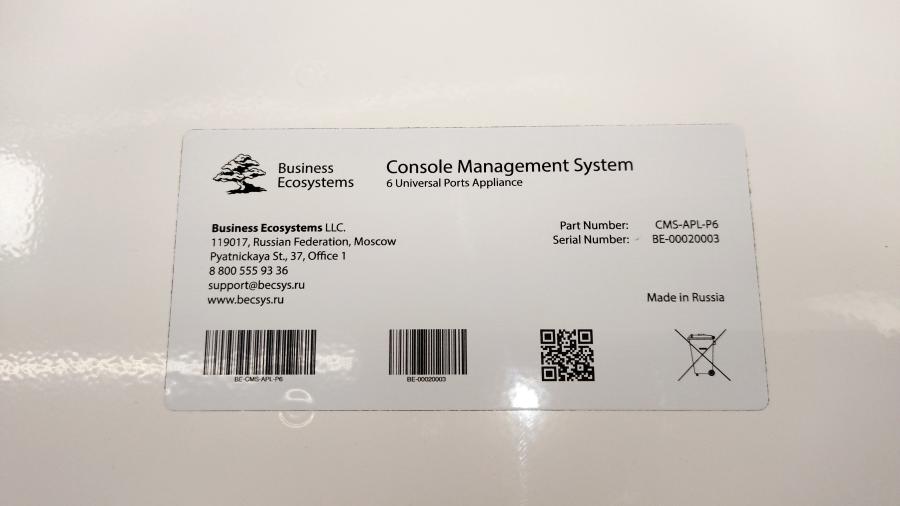 Business
Ecosystems
Console Management System
6 Universal Ports Appliance
Business Ecosystems LLC.
119017, Russian Federation, Moscow
Pyatnickaya St., 37, Office 1
8 800 555 93 36
support@becsys.ru
www.becsys.ru
Part Number: CMS-APL-P6
Serial Number: BE-00020003
Made in Russia
BE-CMS-APL-P6
BE-00020003